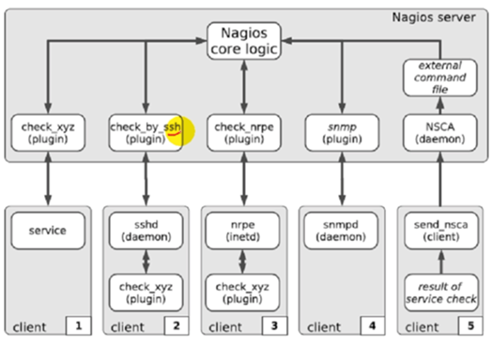 Nagios server
Nagios
core logic
external
command
file
check_xyz
(plugin)
check_by_ssh
(plugin)
check_nrpe
(plugin)
snmp
(plugin)
NSCA
(daemon)
service
sshd
(daemon)
nrpe
(inetd)
snmpd
(daemon)
send_nsca
(client)
check_xyz
(plugin)
check_xyz
(plugin)
result of
service check
client 1
client 2
client 3
client 4
client 5